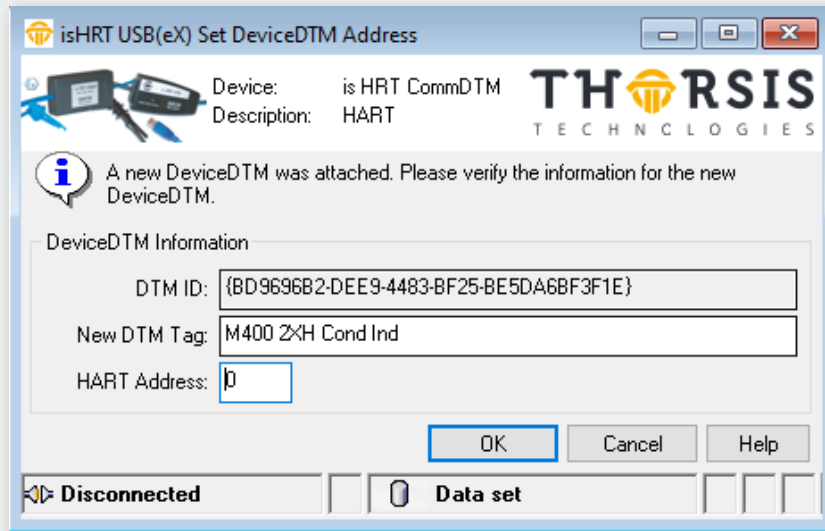 isHRT USB(eX) Set DeviceDTM Address
Device: is HRT CommDTM
Description: HART
THORSIS
TECHNOLOGIES
A new DeviceDTM was attached. Please verify the information for the new
DeviceDTM.
DeviceDTM Information
DTM ID: {BD9696B2-DEE9-4483-BF25-BE5DA6BF3F1E}
New DTM Tag: M400 2XH Cond Ind
HART Address: 0
OK Cancel Help
Disconnected Data set